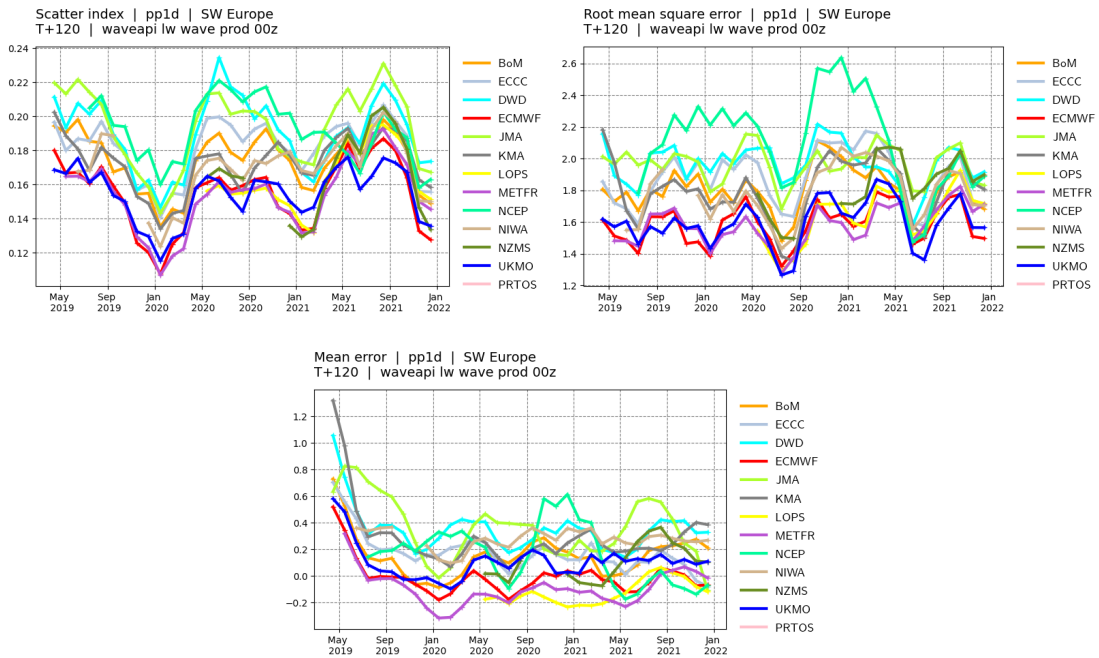 Scatter index | pp1d | SW Europe
T+120 | waveapi lw wave prod 00z
0.24
0.22
0.20
0.18
0.16
0.14
0.12
May 2019
Sep 2019
Jan 2020
May 2020
Sep 2020
Jan 2021
May 2021
Sep 2021
Jan 2022
BoM
ECCC
DWD
ECMWF
JMA
KMA
LOPS
METFR
NCEP
NIWA
NZMS
UKMO
PRTOS
Root mean square error | pp1d | SW Europe
T+120 | waveapi lw wave prod 00z
2.6
2.4
2.2
2.0
1.8
1.6
1.4
1.2
May 2019
Sep 2019
Jan 2020
May 2020
Sep 2020
Jan 2021
May 2021
Sep 2021
Jan 2022
BoM
ECCC
DWD
ECMWF
JMA
KMA
LOPS
METFR
NCEP
NIWA
NZMS
UKMO
PRTOS
Mean error | pp1d | SW Europe
T+120 | waveapi lw wave prod 00z
1.2
1.0
0.8
0.6
0.4
0.2
0.0
−0.2
May 2019
Sep 2019
Jan 2020
May 2020
Sep 2020
Jan 2021
May 2021
Sep 2021
Jan 2022
BoM
ECCC
DWD
ECMWF
JMA
KMA
LOPS
METFR
NCEP
NIWA
NZMS
UKMO
PRTOS